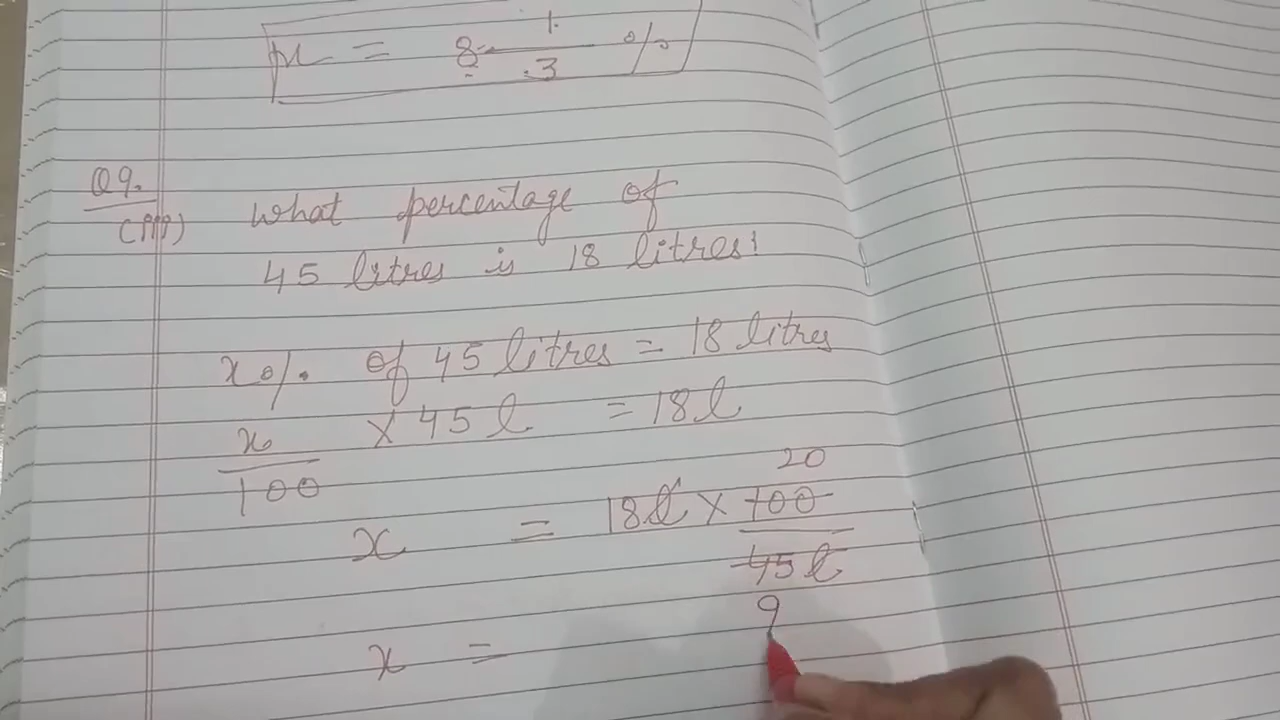 x = 8 1/3 %
Q9. What percentage of
(iii) 45 litres is 18 litres?
x% of 45 litres = 18 litres
x/100 × 45 l = 18 l
20
x = 18 l × 100/45 l
9
x =